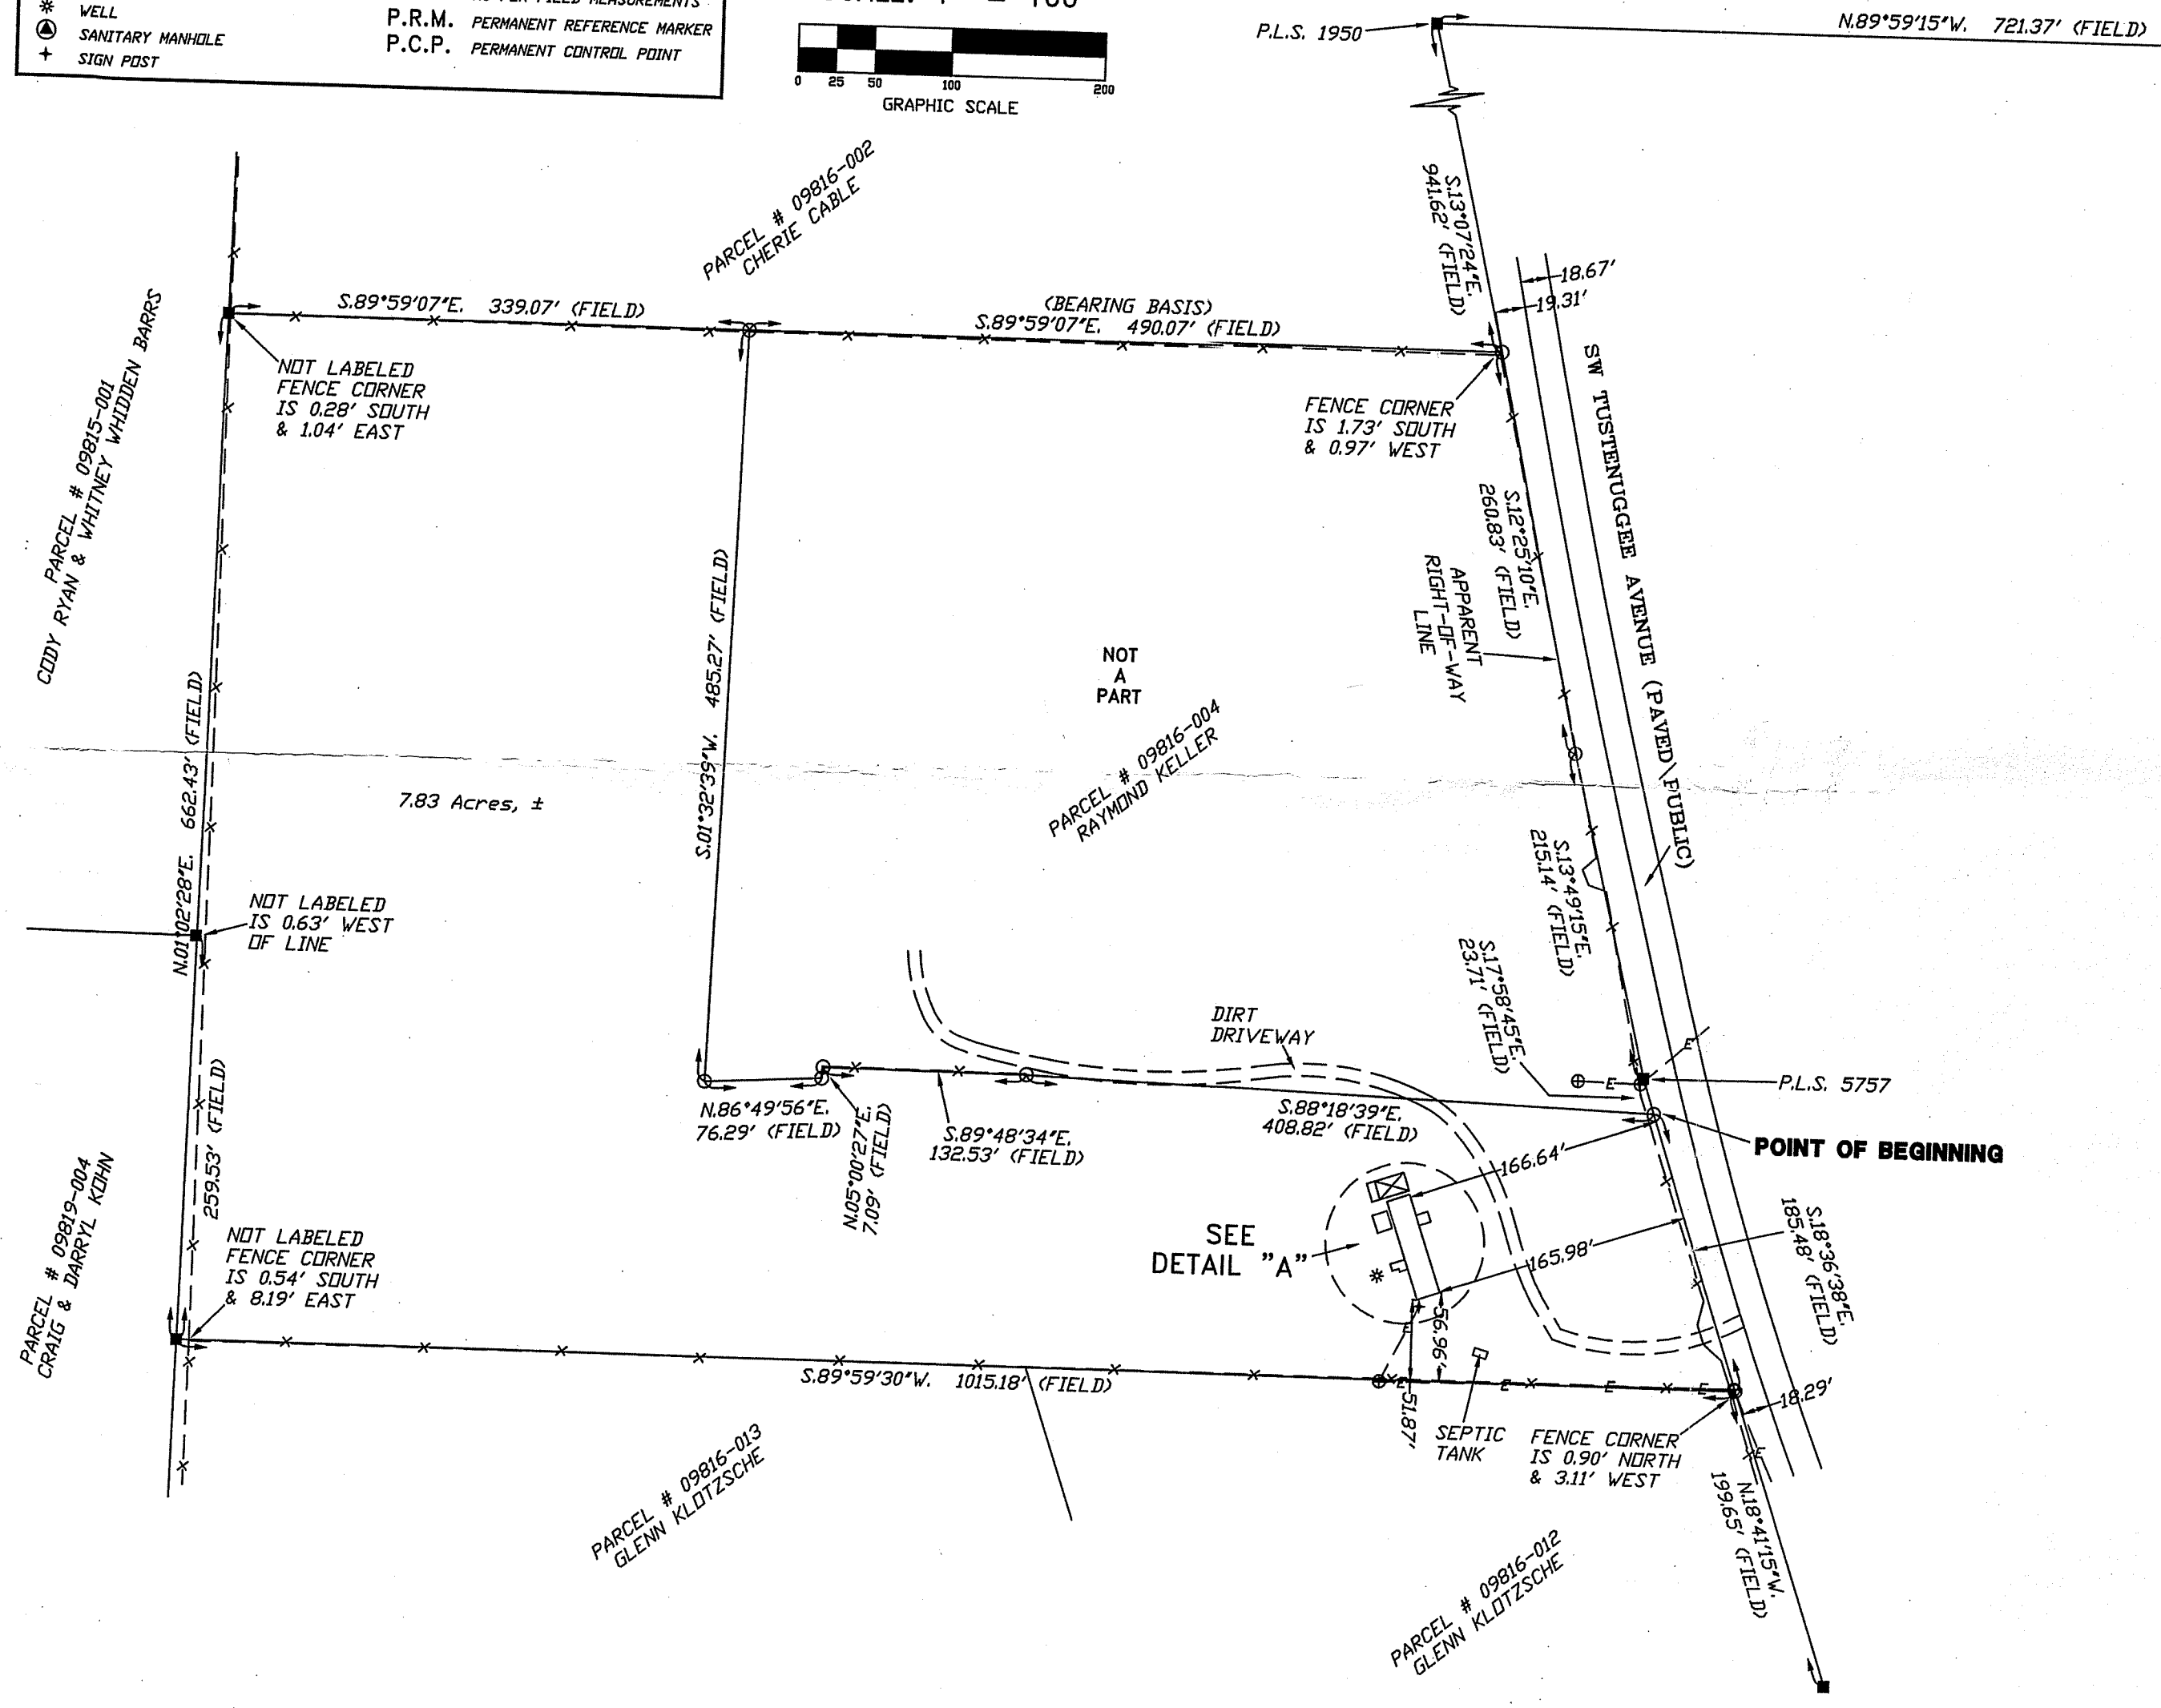 WELL
SANITARY MANHOLE
SIGN POST
P.R.M. PERMANENT REFERENCE MARKER
P.C.P. PERMANENT CONTROL POINT
0 25 50 100 200
GRAPHIC SCALE
P.L.S. 1950
N.89°59'15"W. 721.37' (FIELD)
PARCEL # 09816-002
CHERIE CABLE
S.13°07'24"E.
941.62' (FIELD)
18.67'
19.31'
S.89°59'07"E. 339.07' (FIELD)
(BEARING BASIS)
S.89°59'07"E. 490.07' (FIELD)
PARCEL # 09815-001
CODY RYAN & WHITNEY WHIDDEN BARRS
NOT LABELED
FENCE CORNER
IS 0.28' SOUTH
& 1.04' EAST
FENCE CORNER
IS 1.73' SOUTH
& 0.97' WEST
SW TUSTENUGGEE AVENUE (PAVED\PUBLIC)
S.12°25'10"E.
260.83' (FIELD)
APPARENT
RIGHT-OF-WAY
LINE
S.01°32'39"W. 485.27' (FIELD)
NOT
A
PART
PARCEL # 09816-004
RAYMOND KELLER
N.01°02'28"E. 662.43' (FIELD)
7.83 Acres, ±
S.13°49'15"E.
215.14' (FIELD)
NOT LABELED
IS 0.63' WEST
OF LINE
S.17°58'45"E.
23.71' (FIELD)
DIRT
DRIVEWAY
E
E
P.L.S. 5757
N.86°49'56"E.
76.29' (FIELD)
N.05°00'27"E.
7.09' (FIELD)
S.89°48'34"E.
132.53' (FIELD)
S.88°18'39"E.
408.82' (FIELD)
POINT OF BEGINNING
259.53' (FIELD)
166.64'
PARCEL # 09819-004
CRAIG & DARRYL KOHN
NOT LABELED
FENCE CORNER
IS 0.54' SOUTH
& 8.19' EAST
SEE
DETAIL "A"
165.98'
S.18°36'38"E.
185.48' (FIELD)
E
56.96'
S.89°59'30"W. 1015.18' (FIELD)
E E E E
51.87'
18.29'
SEPTIC
TANK
FENCE CORNER
IS 0.90' NORTH
& 3.11' WEST
E
PARCEL # 09816-013
GLENN KLOTZSCHE
N.18°41'15"W.
199.65' (FIELD)
PARCEL # 09816-012
GLENN KLOTZSCHE